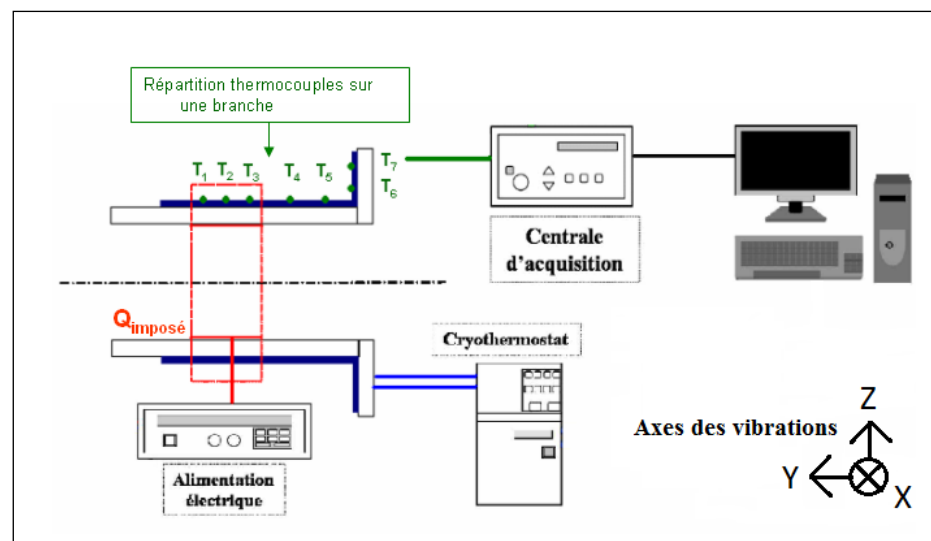 Répartition thermocouples sur
une branche
T1 T2 T3 T4 T5
T7
T6
Centrale
d'acquisition
Qimposé
Cryothermostat
Alimentation
électrique
Axes des vibrations
Z
Y
X